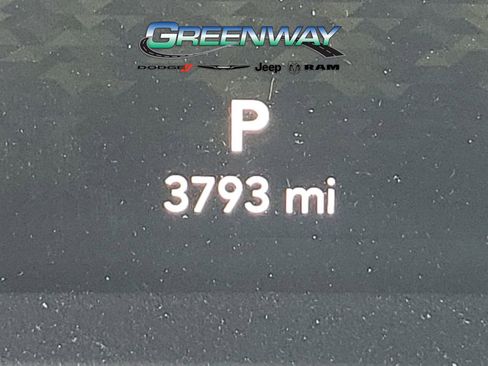 GREENWAY
DODGE Jeep RAM
P
3793 mi